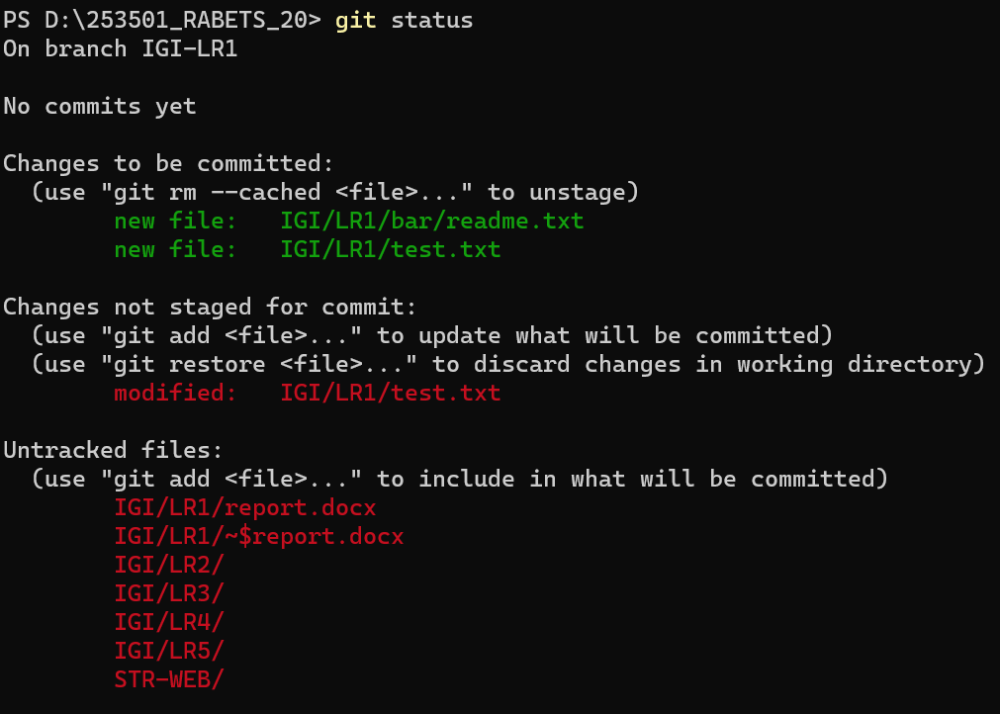 PS D:\253501_RABETS_20> git status
On branch IGI-LR1
No commits yet
Changes to be committed:
  (use "git rm --cached <file>..." to unstage)
        new file:   IGI/LR1/bar/readme.txt
        new file:   IGI/LR1/test.txt
Changes not staged for commit:
  (use "git add <file>..." to update what will be committed)
  (use "git restore <file>..." to discard changes in working directory)
        modified:   IGI/LR1/test.txt
Untracked files:
  (use "git add <file>..." to include in what will be committed)
        IGI/LR1/report.docx
        IGI/LR1/~$report.docx
        IGI/LR2/
        IGI/LR3/
        IGI/LR4/
        IGI/LR5/
        STR-WEB/